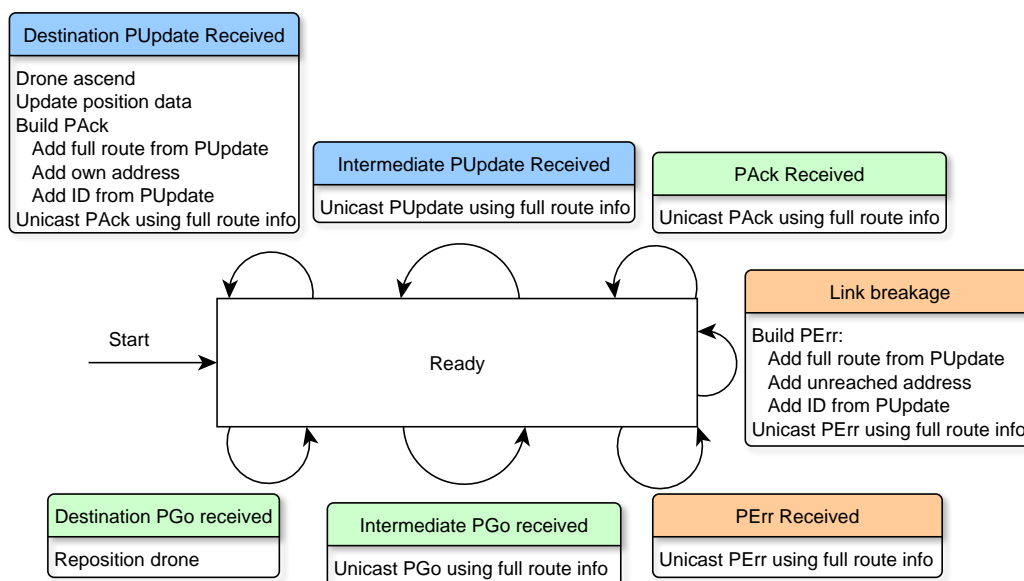 Destination PUpdate Received
Drone ascend
Update position data
Build PAck
Add full route from PUpdate
Add own address
Add ID from PUpdate
Unicast PAck using full route info
Intermediate PUpdate Received
Unicast PUpdate using full route info
PAck Received
Unicast PAck using full route info
Link breakage
Build PErr:
Add full route from PUpdate
Add unreached address
Add ID from PUpdate
Unicast PErr using full route info
Start
Ready
Destination PGo received
Reposition drone
Intermediate PGo received
Unicast PGo using full route info
PErr Received
Unicast PErr using full route info